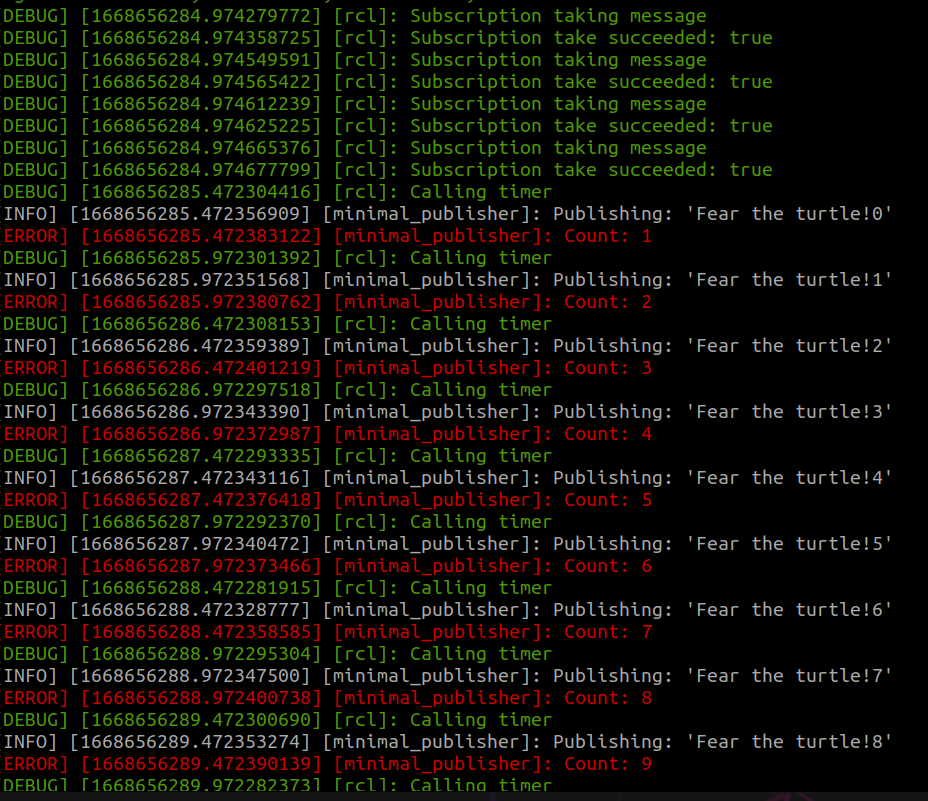 DEBUG] [1668656284.974279772] [rcl]: Subscription taking message
DEBUG] [1668656284.974358725] [rcl]: Subscription take succeeded: true
DEBUG] [1668656284.974549591] [rcl]: Subscription taking message
DEBUG] [1668656284.974565422] [rcl]: Subscription take succeeded: true
DEBUG] [1668656284.974612239] [rcl]: Subscription taking message
DEBUG] [1668656284.974625225] [rcl]: Subscription take succeeded: true
DEBUG] [1668656284.974665376] [rcl]: Subscription taking message
DEBUG] [1668656284.974677799] [rcl]: Subscription take succeeded: true
DEBUG] [1668656285.472304416] [rcl]: Calling timer
[INFO] [1668656285.472356909] [minimal_publisher]: Publishing: 'Fear the turtle!0'
[ERROR] [1668656285.472383122] [minimal_publisher]: Count: 1
DEBUG] [1668656285.972301392] [rcl]: Calling timer
[INFO] [1668656285.972351568] [minimal_publisher]: Publishing: 'Fear the turtle!1'
[ERROR] [1668656285.972380762] [minimal_publisher]: Count: 2
DEBUG] [1668656286.472308153] [rcl]: Calling timer
[INFO] [1668656286.472359389] [minimal_publisher]: Publishing: 'Fear the turtle!2'
[ERROR] [1668656286.472401219] [minimal_publisher]: Count: 3
DEBUG] [1668656286.972297518] [rcl]: Calling timer
[INFO] [1668656286.972343390] [minimal_publisher]: Publishing: 'Fear the turtle!3'
[ERROR] [1668656286.972372987] [minimal_publisher]: Count: 4
DEBUG] [1668656287.472293335] [rcl]: Calling timer
[INFO] [1668656287.472343116] [minimal_publisher]: Publishing: 'Fear the turtle!4'
[ERROR] [1668656287.472376418] [minimal_publisher]: Count: 5
DEBUG] [1668656287.972292370] [rcl]: Calling timer
[INFO] [1668656287.972340472] [minimal_publisher]: Publishing: 'Fear the turtle!5'
[ERROR] [1668656287.972373466] [minimal_publisher]: Count: 6
DEBUG] [1668656288.472281915] [rcl]: Calling timer
[INFO] [1668656288.472328777] [minimal_publisher]: Publishing: 'Fear the turtle!6'
[ERROR] [1668656288.472358585] [minimal_publisher]: Count: 7
DEBUG] [1668656288.972295304] [rcl]: Calling timer
[INFO] [1668656288.972347500] [minimal_publisher]: Publishing: 'Fear the turtle!7'
[ERROR] [1668656288.972400738] [minimal_publisher]: Count: 8
DEBUG] [1668656289.472300690] [rcl]: Calling timer
[INFO] [1668656289.472353274] [minimal_publisher]: Publishing: 'Fear the turtle!8'
[ERROR] [1668656289.472390139] [minimal_publisher]: Count: 9
DEBUG] [1668656289.972282373] [rcl]: Calling timer